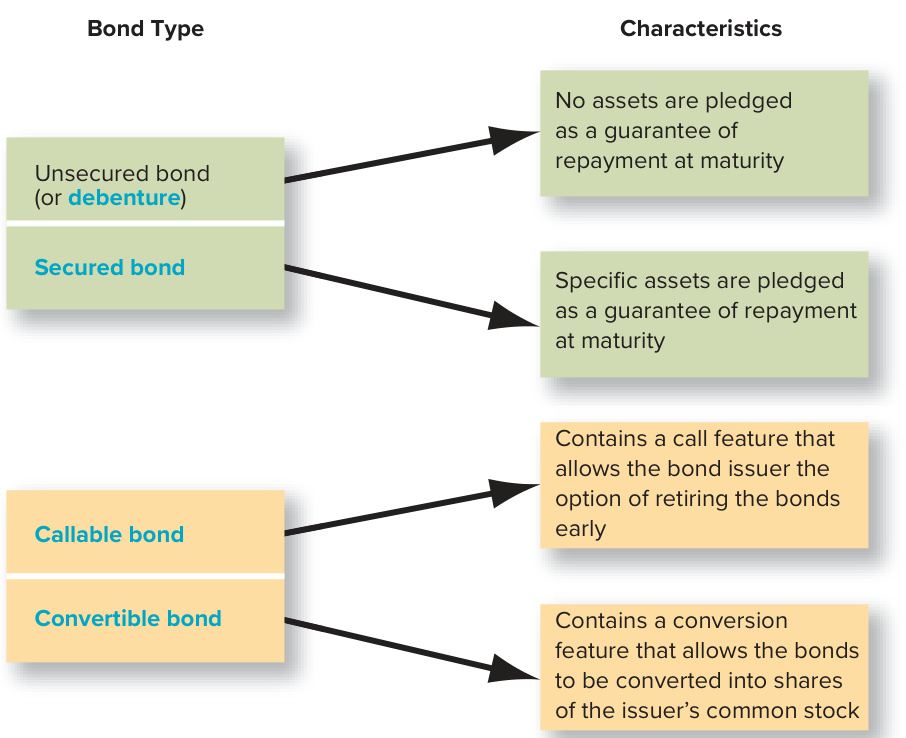 Bond Type
Characteristics
Unsecured bond
(or debenture)
No assets are pledged
as a guarantee of
repayment at maturity
Secured bond
Specific assets are pledged
as a guarantee of repayment
at maturity
Callable bond
Contains a call feature that
allows the bond issuer the
option of retiring the bonds
early
Convertible bond
Contains a conversion
feature that allows the bonds
to be converted into shares
of the issuer’s common stock